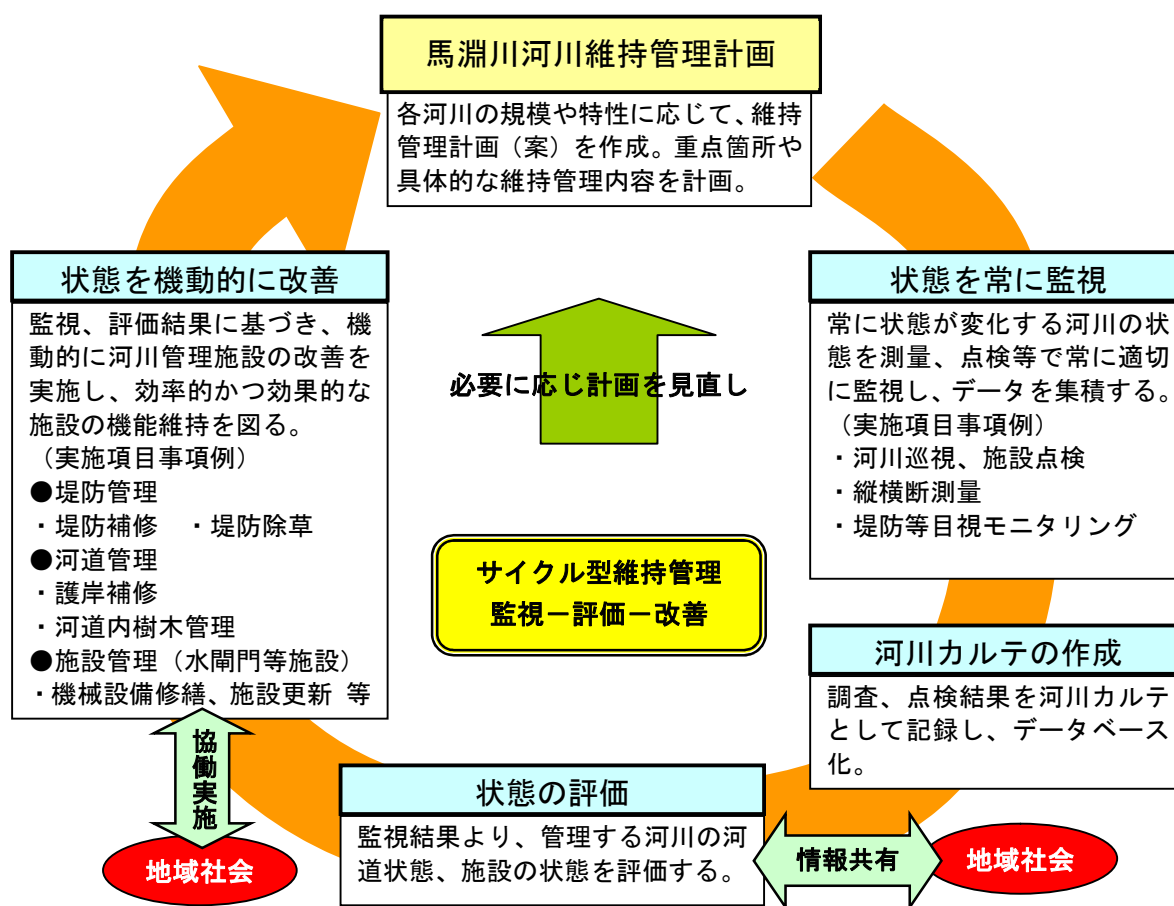 馬淵川河川維持管理計画
各河川の規模や特性に応じて、維持
管理計画（案）を作成。重点箇所や
具体的な維持管理内容を計画。
状態を常に監視
常に状態が変化する河川の状
態を測量、点検等で常に適切
に監視し、データを集積する。
（実施項目事項例）
・河川巡視、施設点検
・縦横断測量
・堤防等目視モニタリング
河川カルテの作成
調査、点検結果を河川カルテ
として記録し、データベース
化。
状態の評価
監視結果より、管理する河川の河
道状態、施設の状態を評価する。
情報共有
地域社会
状態を機動的に改善
監視、評価結果に基づき、機
動的に河川管理施設の改善を
実施し、効率的かつ効果的な
施設の機能維持を図る。
（実施項目事項例）
●堤防管理
・堤防補修　・堤防除草
●河道管理
・護岸補修
・河道内樹木管理
●施設管理（水閘門等施設）
・機械設備修繕、施設更新 等
協働実施
地域社会
必要に応じ計画を見直し
サイクル型維持管理
監視－評価－改善